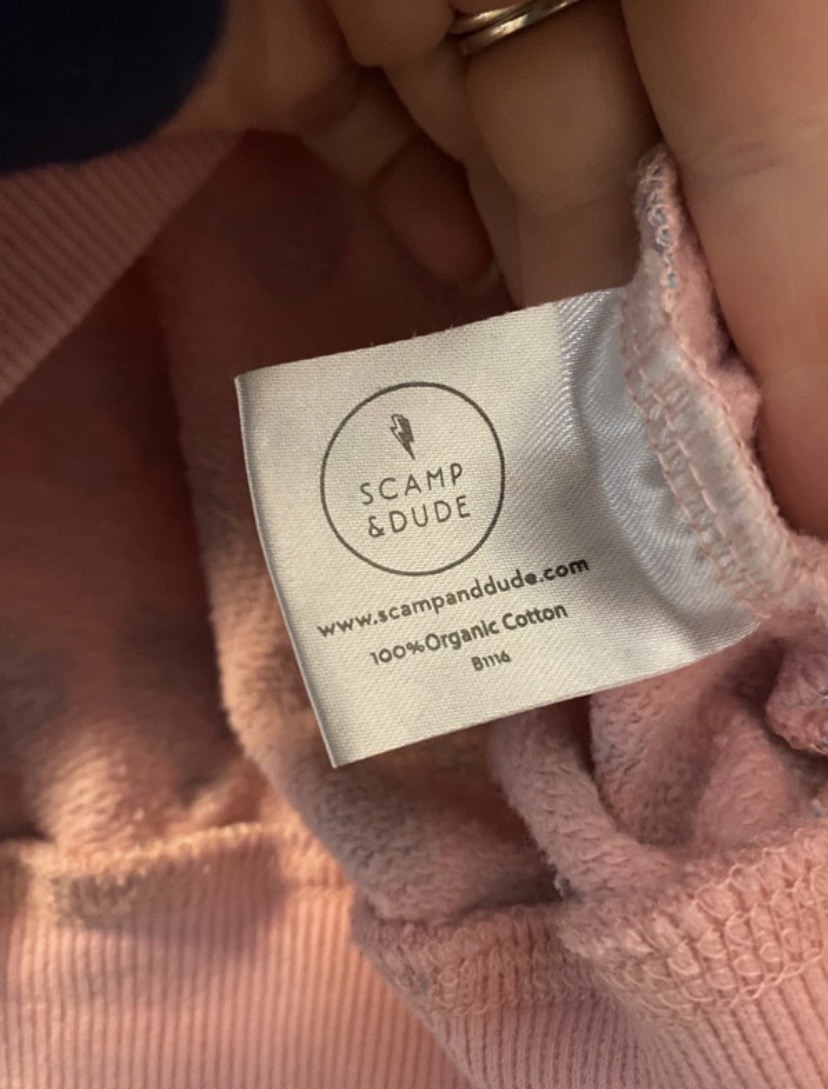 SCAMP
&DUDE
www.scampanddude.com
100%Organic Cotton
B1116